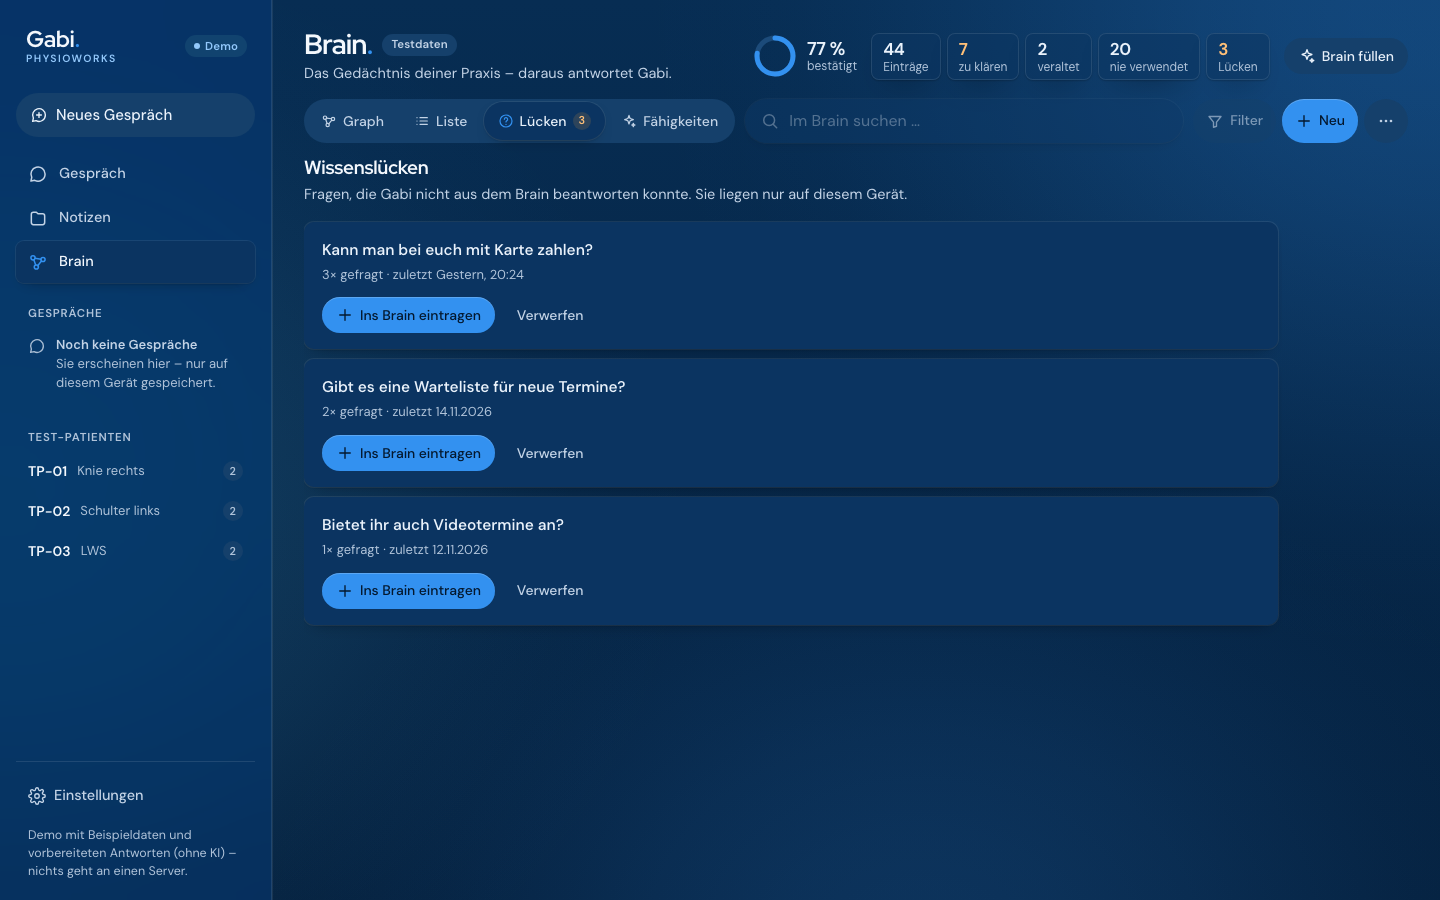 Gabi.
PHYSIOWORKS
Demo
Neues Gespräch
Gespräch
Notizen
Brain
GESPRÄCHE
Noch keine Gespräche
Sie erscheinen hier – nur auf
diesem Gerät gespeichert.
TEST-PATIENTEN
TP-01 Knie rechts 2
TP-02 Schulter links 2
TP-03 LWS 2
Einstellungen
Demo mit Beispieldaten und
vorbereiteten Antworten (ohne KI) –
nichts geht an einen Server.
Brain. Testdaten
Das Gedächtnis deiner Praxis – daraus antwortet Gabi.
77 %
bestätigt
44
Einträge
7
zu klären
2
veraltet
20
nie verwendet
3
Lücken
Brain füllen
Graph
Liste
Lücken 3
Fähigkeiten
Im Brain suchen ...
Filter
Neu
Wissenslücken
Fragen, die Gabi nicht aus dem Brain beantworten konnte. Sie liegen nur auf diesem Gerät.
Kann man bei euch mit Karte zahlen?
3× gefragt · zuletzt Gestern, 20:24
Ins Brain eintragen Verwerfen
Gibt es eine Warteliste für neue Termine?
2× gefragt · zuletzt 14.11.2026
Ins Brain eintragen Verwerfen
Bietet ihr auch Videotermine an?
1× gefragt · zuletzt 12.11.2026
Ins Brain eintragen Verwerfen